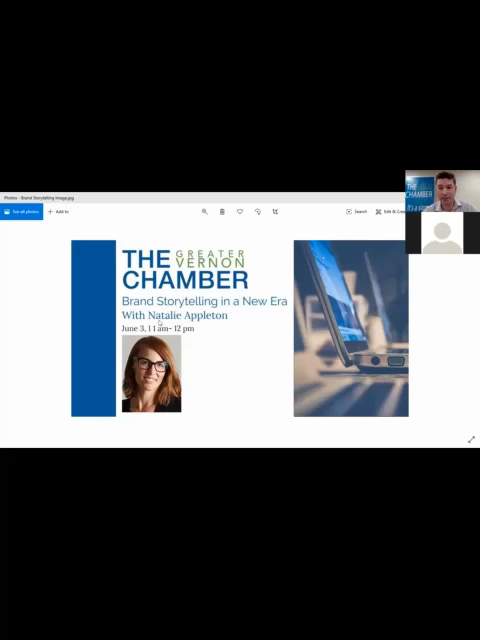 Photos - Brand Storytelling Image.jpg
See all photos
Add to
Search
Edit & Crea
THE GREATER VERNON
CHAMBER
Brand Storytelling in a New Era
With Natalie Appleton
June 3, 11 am- 12 pm
THE
CHAMBER